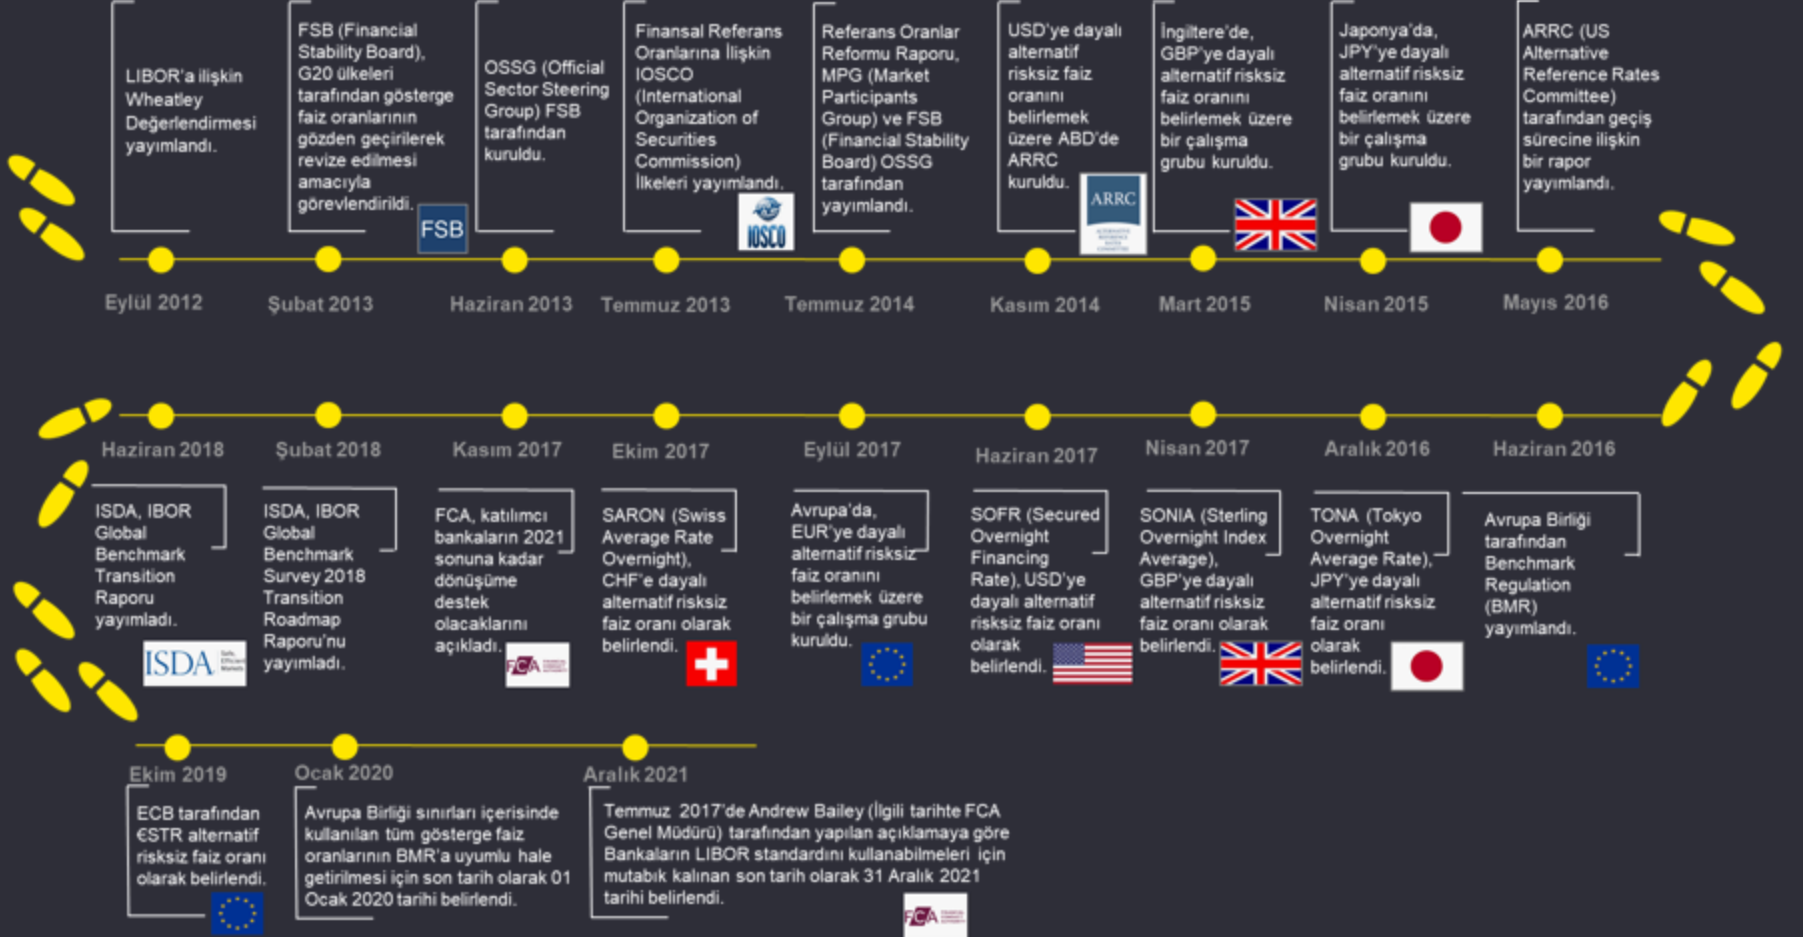 LIBOR'a ilişkin
Wheatley
Değerlendirmesi
yayımlandı.
FSB (Financial
Stability Board),
G20 ülkeleri
tarafından gösterge
faiz oranlarının
gözden geçirilerek
revize edilmesi
amacıyla
görevlendirildi.
FSB
OSSG (Official
Sector Steering
Group) FSB
tarafından
kuruldu.
Finansal Referans
Oranlarına İlişkin
IOSCO
(International
Organization of
Securities
Commission)
İlkeleri yayımlandı.
IOSCO
Referans Oranlar
Reformu Raporu,
MPG (Market
Participants
Group) ve FSB
(Financial Stability
Board) OSSG
tarafından
yayımlandı.
USD'ye dayalı
alternatif
risksiz faiz
oranını
belirlemek
üzere ABD'de
ARRC
kuruldu.
ARRC
ALTERNATIVE
REFERENCE
RATES
COMMITTEE
İngiltere'de,
GBP'ye dayalı
alternatif risksiz
faiz oranını
belirlemek üzere
bir çalışma
grubu kuruldu.
Japonya'da,
JPY'ye dayalı
alternatif risksiz
faiz oranını
belirlemek üzere
bir çalışma
grubu kuruldu.
ARRC (US
Alternative
Reference Rates
Committee)
tarafından geçiş
sürecine ilişkin
bir rapor
yayımlandı.
Eylül 2012
Şubat 2013
Haziran 2013
Temmuz 2013
Temmuz 2014
Kasım 2014
Mart 2015
Nisan 2015
Mayıs 2016
Haziran 2018
Şubat 2018
Kasım 2017
Ekim 2017
Eylül 2017
Haziran 2017
Nisan 2017
Aralık 2016
Haziran 2016
ISDA, IBOR
Global
Benchmark
Transition
Raporu
yayımladı.
ISDA
Safe,
Efficient
Markets
ISDA, IBOR
Global
Benchmark
Survey 2018
Transition
Roadmap
Raporu'nu
yayımladı.
FCA, katılımcı
bankaların 2021
sonuna kadar
dönüşüme
destek
olacaklarını
açıkladı.
FCA
FINANCIAL
CONDUCT
AUTHORITY
SARON (Swiss
Average Rate
Overnight),
CHF'e dayalı
alternatif risksiz
faiz oranı olarak
belirlendi.
Avrupa'da,
EUR'ye dayalı
alternatif risksiz
faiz oranını
belirlemek üzere
bir çalışma grubu
kuruldu.
SOFR (Secured
Overnight
Financing
Rate), USD'ye
dayalı alternatif
risksiz faiz oranı
olarak
belirlendi.
SONIA (Sterling
Overnight Index
Average),
GBP'ye dayalı
alternatif risksiz
faiz oranı olarak
belirlendi.
TONA (Tokyo
Overnight
Average Rate),
JPY'ye dayalı
alternatif risksiz
faiz oranı
olarak
belirlendi.
Avrupa Birliği
tarafından
Benchmark
Regulation
(BMR)
yayımlandı.
Ekim 2019
Ocak 2020
Aralık 2021
ECB tarafından
€STR alternatif
risksiz faiz oranı
olarak belirlendi.
Avrupa Birliği sınırları içerisinde
kullanılan tüm gösterge faiz
oranlarının BMR'a uyumlu hale
getirilmesi için son tarih olarak 01
Ocak 2020 tarihi belirlendi.
Temmuz 2017'de Andrew Bailey (İlgili tarihte FCA
Genel Müdürü) tarafından yapılan açıklamaya göre
Bankaların LIBOR standardını kullanabilmeleri için
mutabık kalınan son tarih olarak 31 Aralık 2021
tarihi belirlendi.
FCA
FINANCIAL
CONDUCT
AUTHORITY